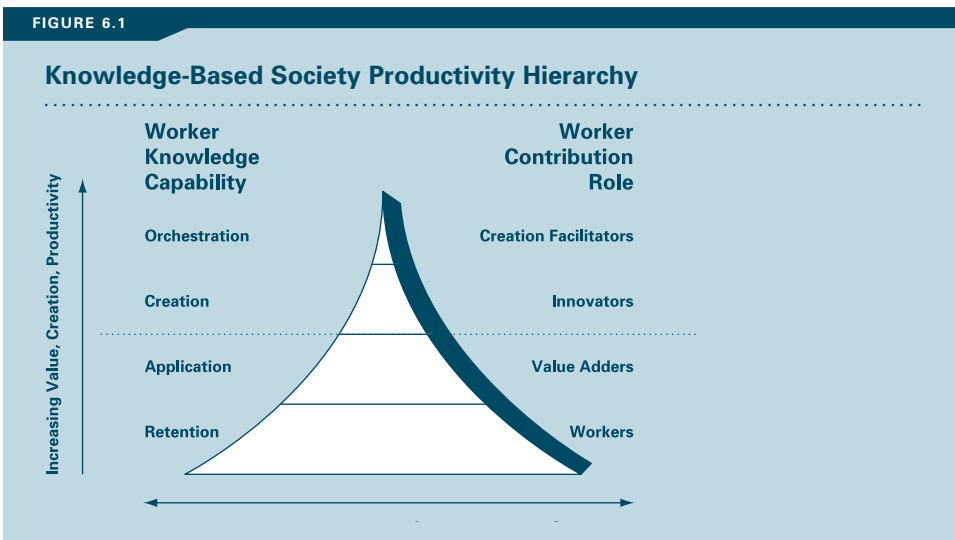 FIGURE 6.1
Knowledge-Based Society Productivity Hierarchy
Worker
Knowledge
Capability
Worker
Contribution
Role
Increasing Value, Creation, Productivity
Orchestration
Creation Facilitators
Creation
Innovators
Application
Value Adders
Retention
Workers